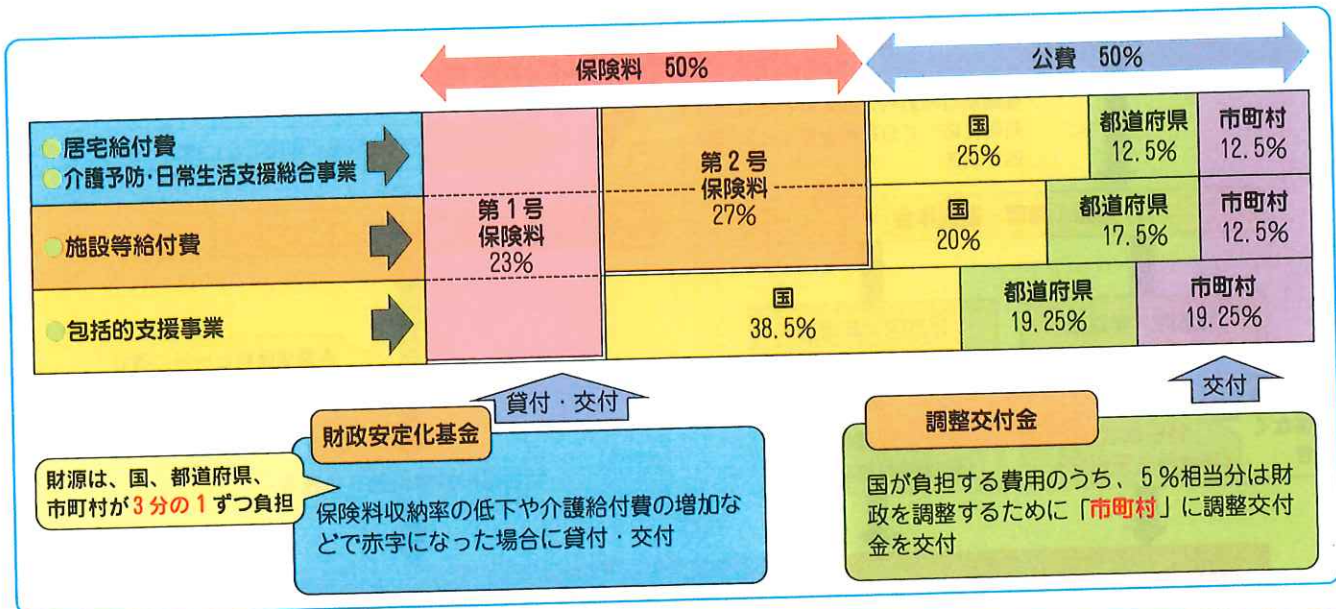 保険料 50%
公費 50%
居宅給付費
介護予防・日常生活支援総合事業
第1号
保険料
23%
第2号
保険料
27%
国
25%
都道府県
12.5%
市町村
12.5%
施設等給付費
国
20%
都道府県
17.5%
市町村
12.5%
包括的支援事業
国
38.5%
都道府県
19.25%
市町村
19.25%
貸付・交付
交付
財政安定化基金
財源は、国、都道府県、
市町村が3分の1ずつ負担
保険料収納率の低下や介護給付費の増加な
どで赤字になった場合に貸付・交付
調整交付金
国が負担する費用のうち、5%相当分は財
政を調整するために「市町村」に調整交付
金を交付